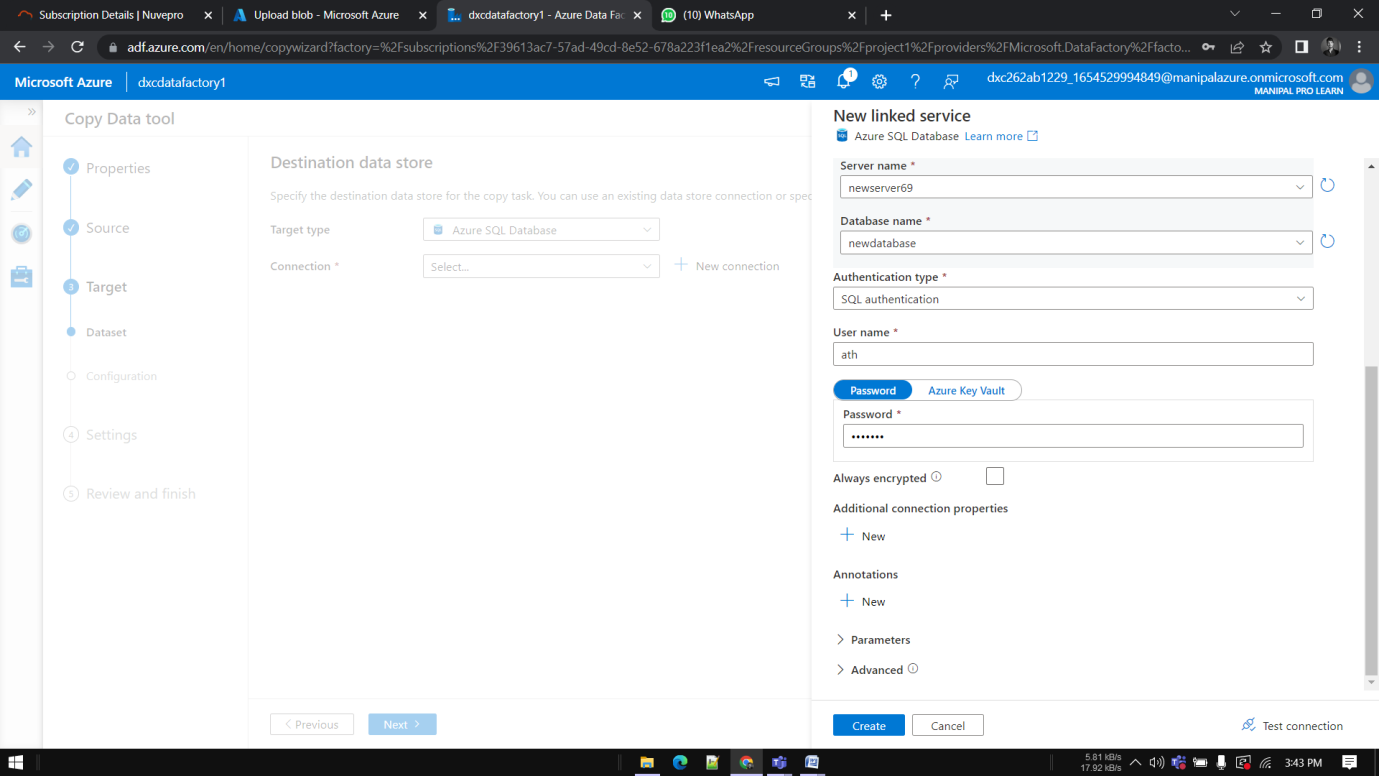 Subscription Details | Nuvepro
Upload blob - Microsoft Azure
dxcdatafactory1 - Azure Data Fac
(10) WhatsApp
adf.azure.com/en/home/copywizard?factory=%2Fsubscriptions%2F39613ac7-57ad-49cd-8e52-678a223f1ea2%2FresourceGroups%2Fproject1%2Fproviders%2FMicrosoft.DataFactory%2Ffacto...
Microsoft Azure
dxcdatafactory1
1
dxc262ab1229_1654529994849@manipalazure.onmicrosoft.com
MANIPAL PRO LEARN
Copy Data tool
Properties
Source
3 Target
Dataset
Configuration
4 Settings
5 Review and finish
Destination data store
Specify the destination data store for the copy task. You can use an existing data store connection or spec
Target type
Azure SQL Database
Connection *
Select...
New connection
< Previous
Next >
New linked service
Azure SQL Database Learn more
Server name *
newserver69
Database name *
newdatabase
Authentication type *
SQL authentication
User name *
ath
Password
Azure Key Vault
Password *
•••••••
Always encrypted
Additional connection properties
New
Annotations
New
Parameters
Advanced
Create
Cancel
Test connection
5.81 kB/s
17.92 kB/s
3:43 PM